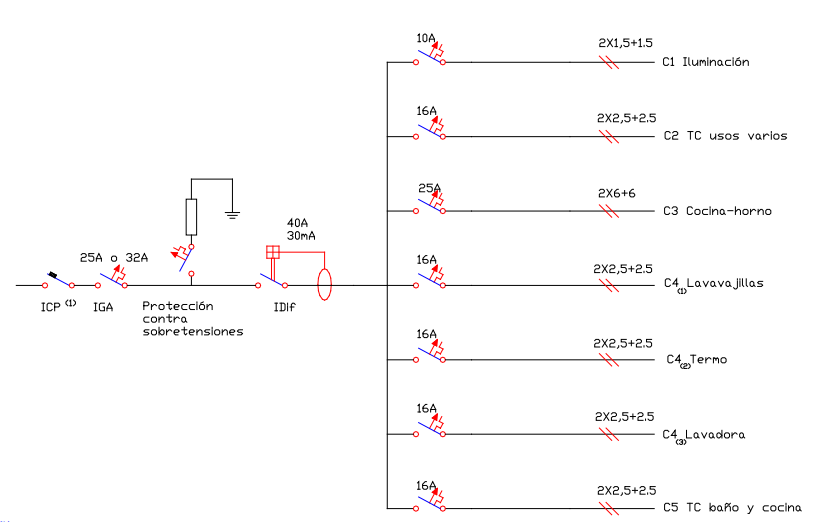 10A
2X1,5+1.5
C1 Iluminación
16A
2X2,5+2.5
C2 TC usos varios
25A
2X6+6
C3 Cocina-horno
40A
30mA
25A o 32A
16A
2X2,5+2.5
C4(1) Lavavajillas
ICP (1)
IGA
Protección
contra
sobretensiones
IDif
16A
2X2,5+2.5
C4(2) Termo
16A
2X2,5+2.5
C4(3) Lavadora
16A
2X2,5+2.5
C5 TC baño y cocina